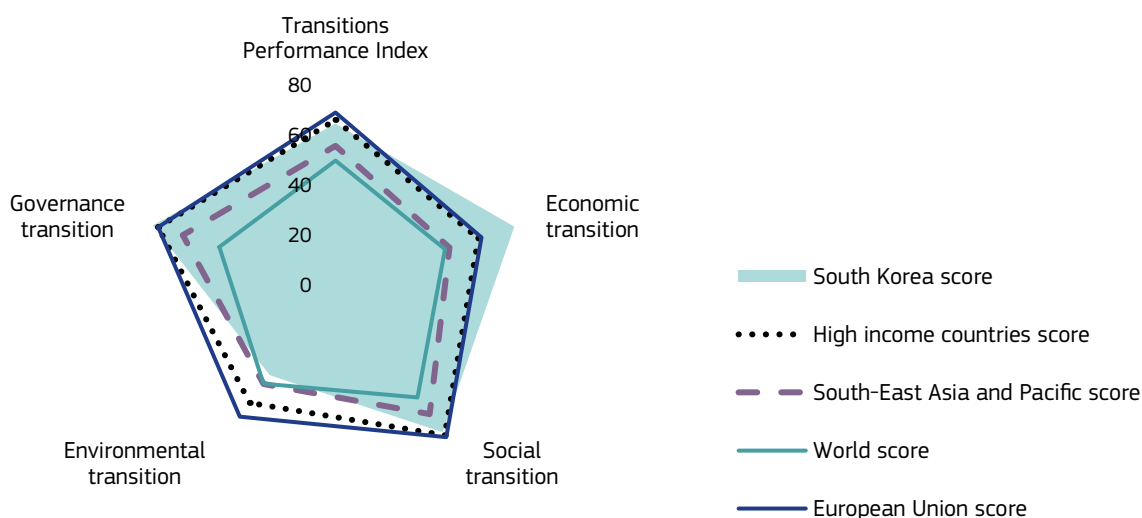 Transitions
Performance Index
80
60
40
20
0
Governance
transition
Economic
transition
Environmental
transition
Social
transition
South Korea score
High income countries score
South-East Asia and Pacific score
World score
European Union score